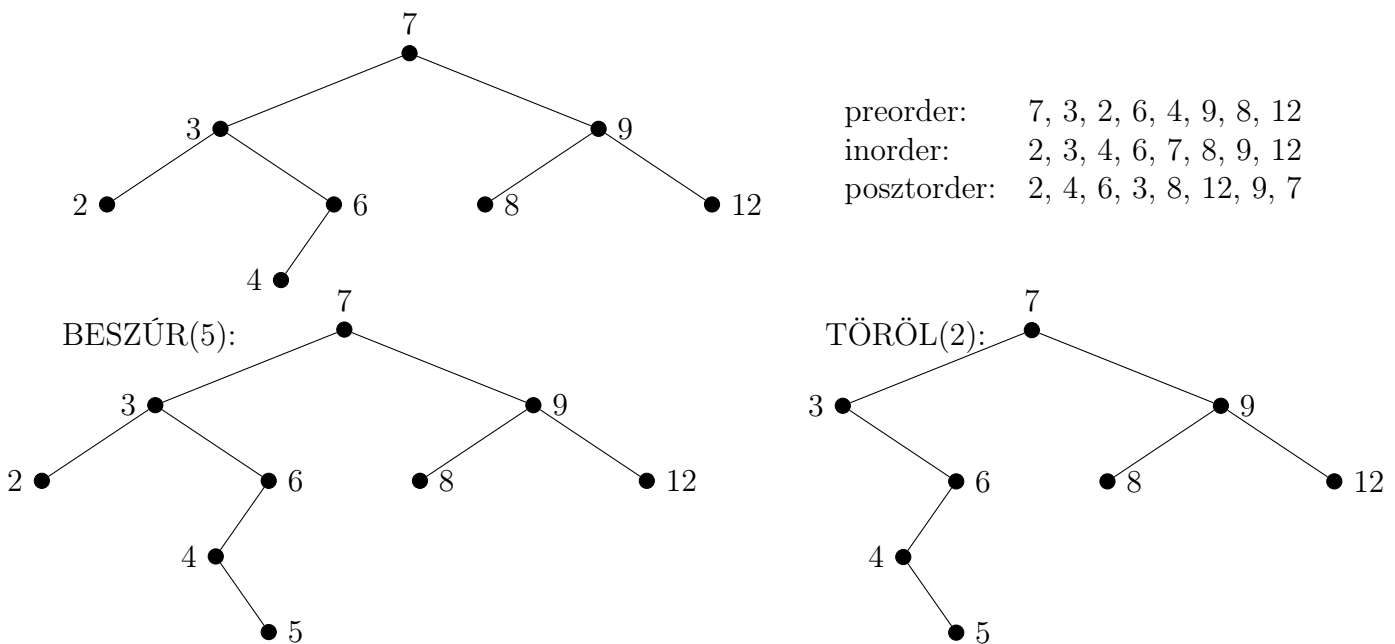 7
3 9
2 6 8 12
4
preorder: 7, 3, 2, 6, 4, 9, 8, 12
inorder: 2, 3, 4, 6, 7, 8, 9, 12
posztorder: 2, 4, 6, 3, 8, 12, 9, 7
BESZÚR(5):
7
3 9
2 6 8 12
4
5
TÖRÖL(2):
7
3 9
6 8 12
4
5